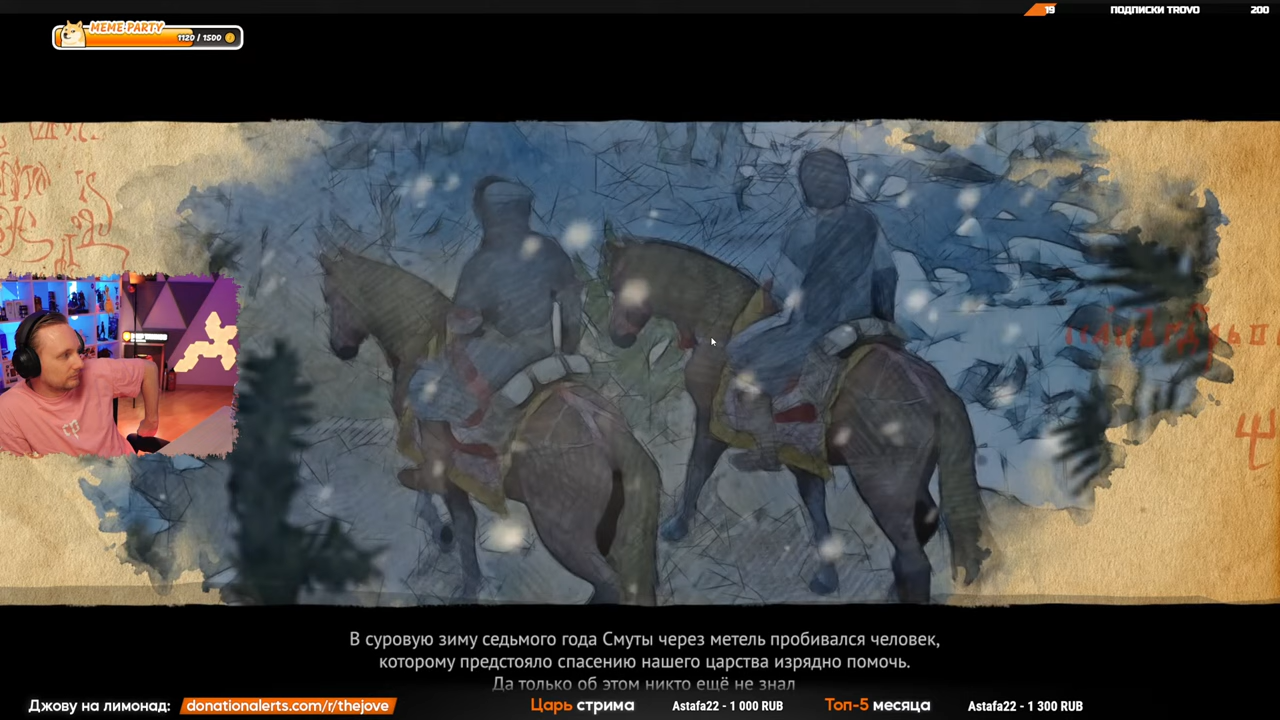 19 ПОДПИСКИ TROVO 200
MEME-PARTY
1120 / 1500
В суровую зиму седьмого года Смуты через метель пробивался человек,
которому предстояло спасению нашего царства изрядно помочь.
Да только об этом никто ещё не знал
Джову на лимонад: donationalerts.com/r/thejove Царь стрима Astafa22 - 1 000 RUB Топ-5 месяца Astafa22 - 1 300 RUB